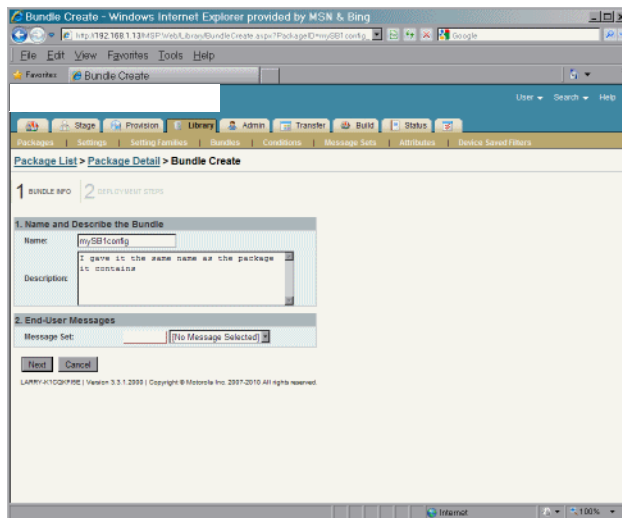 Bundle Create - Windows Internet Explorer provided by MSN & Bing
http://192.168.1.13/MSP.Web/Library/BundleCreate.aspx?PackageID=mySB1config_
Google
File Edit View Favorites Tools Help
Favorites Bundle Create
User Search Help
Stage Provision Library Admin Transfer Build Status
Packages | Settings | Setting Families | Bundles | Conditions | Message Sets | Attributes | Device Saved Filters
Package List > Package Detail > Bundle Create
1 BUNDLE INFO 2 DEPLOYMENT STEPS
1. Name and Describe the Bundle
Name: mySB1config
I gave it the same name as the package
it contains
Description:
2. End-User Messages
Message Set: [No Message Selected]
Next Cancel
| Version 3.3.1.2000 | Copyright © Motorola Inc. 2007-2010 All rights reserved.
Internet 100%